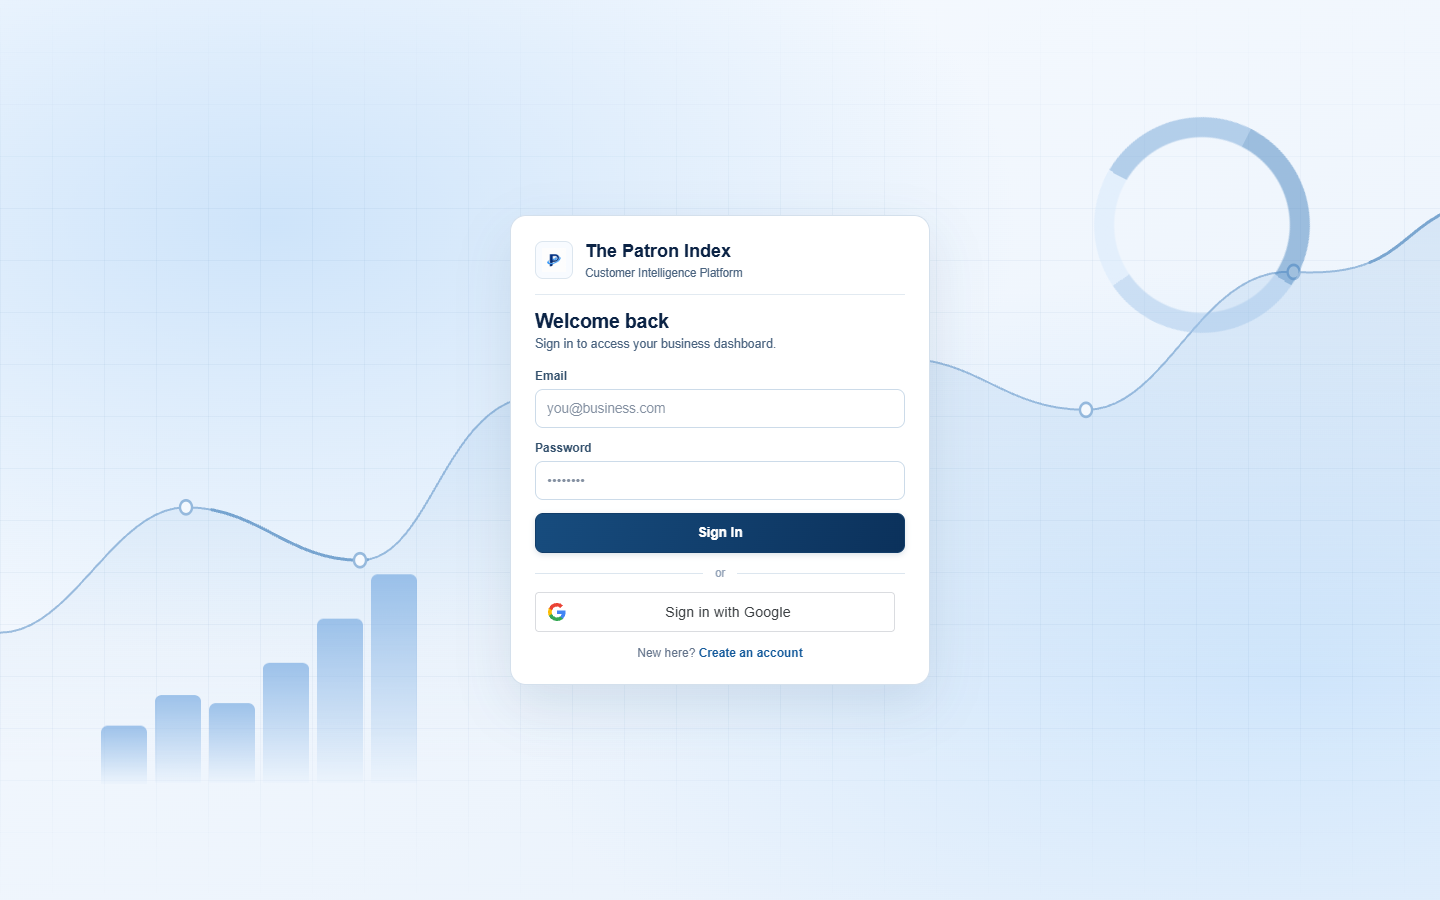 The Patron Index
Customer Intelligence Platform
Welcome back
Sign in to access your business dashboard.
Email
you@business.com
Password
••••••••
Sign In
or
Sign in with Google
New here? Create an account